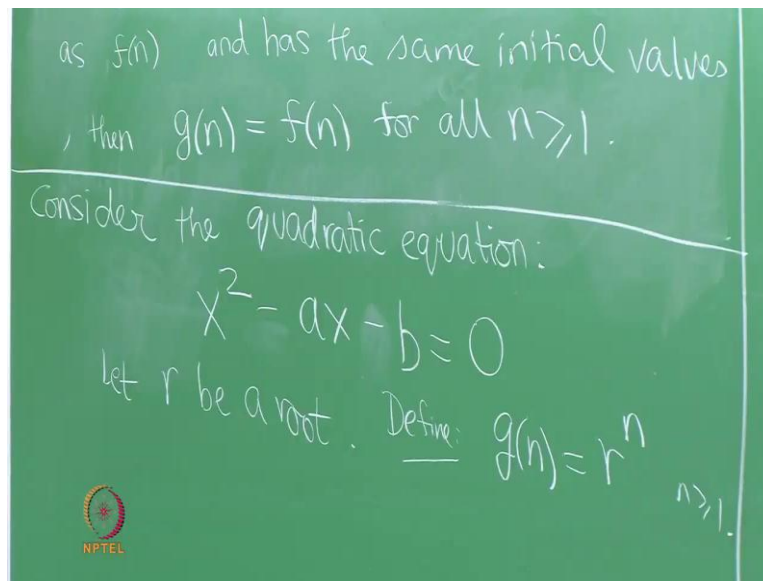 as f(n) and has the same initial values
, then g(n) = f(n) for all n ≥ 1.
Consider the quadratic equation:
x² - ax - b = 0
Let r be a root. Define: g(n) = rⁿ n ≥ 1.
NPTEL